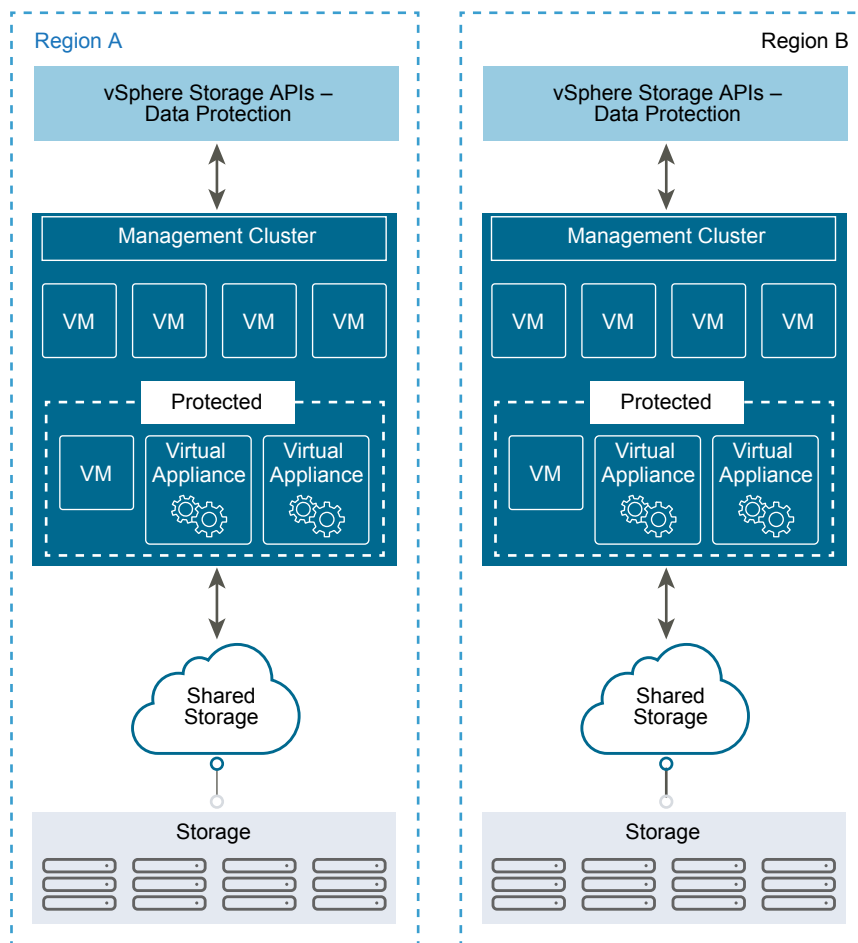 Region A
vSphere Storage APIs –
Data Protection
Management Cluster
VM VM VM VM
Protected
VM
Virtual
Appliance
Virtual
Appliance
Shared
Storage
Storage
Region B
vSphere Storage APIs –
Data Protection
Management Cluster
VM VM VM VM
Protected
VM
Virtual
Appliance
Virtual
Appliance
Shared
Storage
Storage